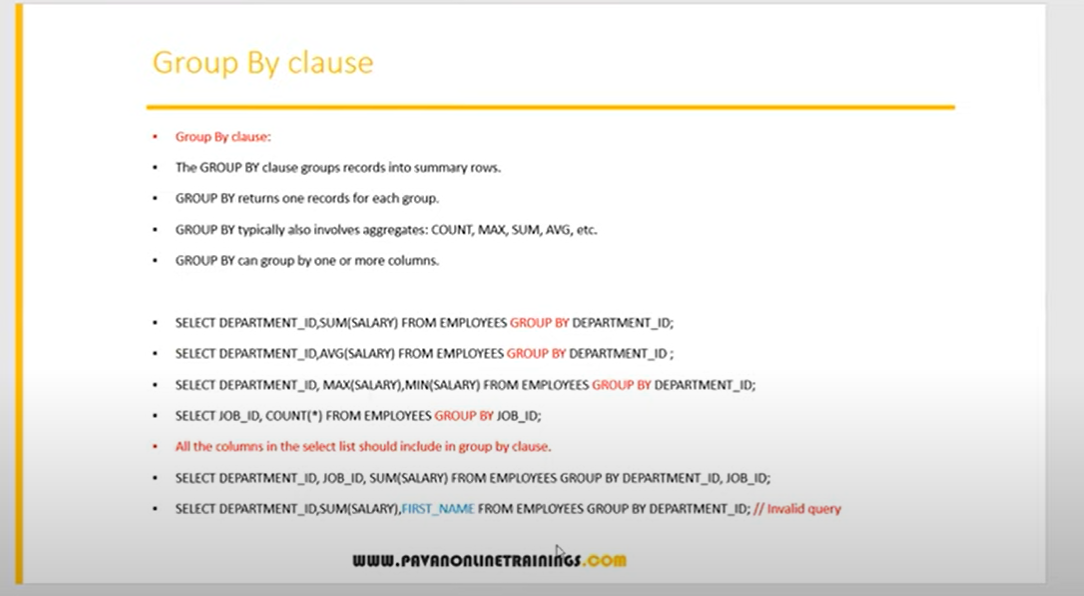 Group By clause
Group By clause:
The GROUP BY clause groups records into summary rows.
GROUP BY returns one records for each group.
GROUP BY typically also involves aggregates: COUNT, MAX, SUM, AVG, etc.
GROUP BY can group by one or more columns.
SELECT DEPARTMENT_ID,SUM(SALARY) FROM EMPLOYEES GROUP BY DEPARTMENT_ID;
SELECT DEPARTMENT_ID,AVG(SALARY) FROM EMPLOYEES GROUP BY DEPARTMENT_ID ;
SELECT DEPARTMENT_ID, MAX(SALARY),MIN(SALARY) FROM EMPLOYEES GROUP BY DEPARTMENT_ID;
SELECT JOB_ID, COUNT(*) FROM EMPLOYEES GROUP BY JOB_ID;
All the columns in the select list should include in group by clause.
SELECT DEPARTMENT_ID, JOB_ID, SUM(SALARY) FROM EMPLOYEES GROUP BY DEPARTMENT_ID, JOB_ID;
SELECT DEPARTMENT_ID,SUM(SALARY),FIRST_NAME FROM EMPLOYEES GROUP BY DEPARTMENT_ID; // Invalid query
WWW.PAVANONLINETRAININGS.COM